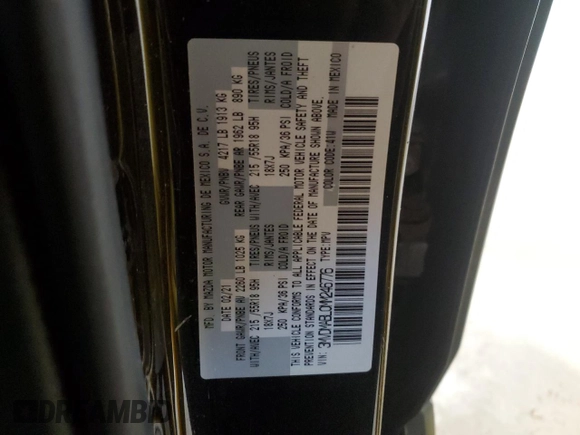 MFD. BY MAZDA MOTOR MANUFACTURING DE MEXICO S.A. DE C.V.
DATE 02/21 GVWR/PNBV 4217 LB 1913 KG
FRONT GAWR/PNBE AV 2260 LB 1025 KG REAR GAWR/PNBE AR 1962 LB 890 KG
WITH/AVEC 215 /55R18 95H TIRES/PNEUS WITH/AVEC 215 /55R18 95H TIRES/PNEUS
18X7J RIMS/JANTES 18X7J RIMS/JANTES
250 KPA/36 PSI COLD/A FROID 250 KPA/36 PSI COLD/A FROID
THIS VEHICLE CONFORMS TO ALL APPLICABLE FEDERAL MOTOR VEHICLE SAFETY AND THEFT
PREVENTION STANDARDS IN EFFECT ON THE DATE OF MANUFACTURE SHOWN ABOVE.
VIN: TYPE: MPV COLOR CODE: 41W MADE IN MEXICO
DREAMBID